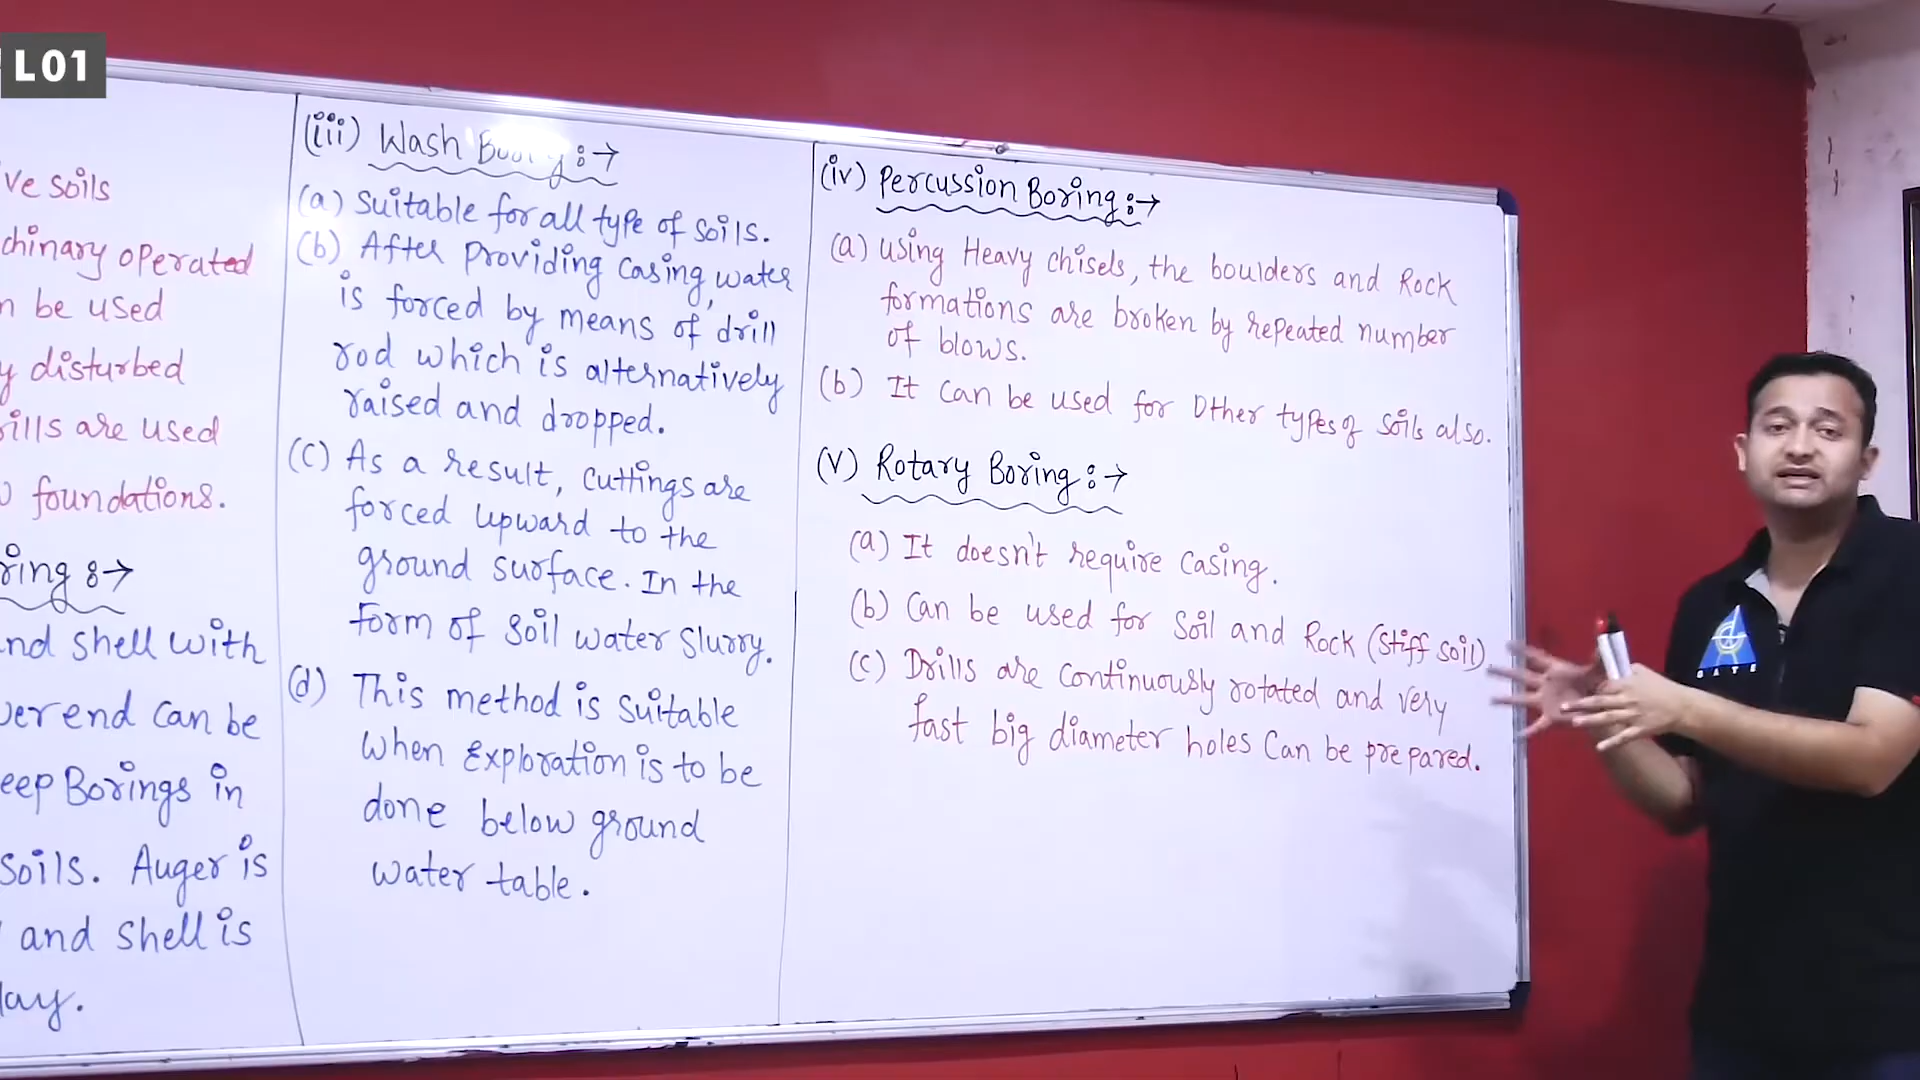 L01
ve soils
chinary operated
n be used
y disturbed
rills are used
foundations.
ring :→
nd shell with
wer end can be
eep Borings in
soils. Auger is
and shell is
lay.
(iii) Wash :→
(a) Suitable for all type of soils.
(b) After providing casing, water
is forced by means of drill
rod which is alternatively
raised and dropped.
(c) As a result, cuttings are
forced upward to the
ground surface. In the
form of soil water slurry.
(d) This method is suitable
when Exploration is to be
done below ground
water table.
(iv) Percussion Boring :→
(a) using Heavy chisels, the boulders and Rock
formations are broken by repeated number
of blows.
(b) It can be used for Other types of soils also.
(v) Rotary Boring :→
(a) It doesn't require casing.
(b) Can be used for Soil and Rock (stiff soil).
(c) Drills are continuously rotated and very
fast big diameter holes Can be prepared.
GATE